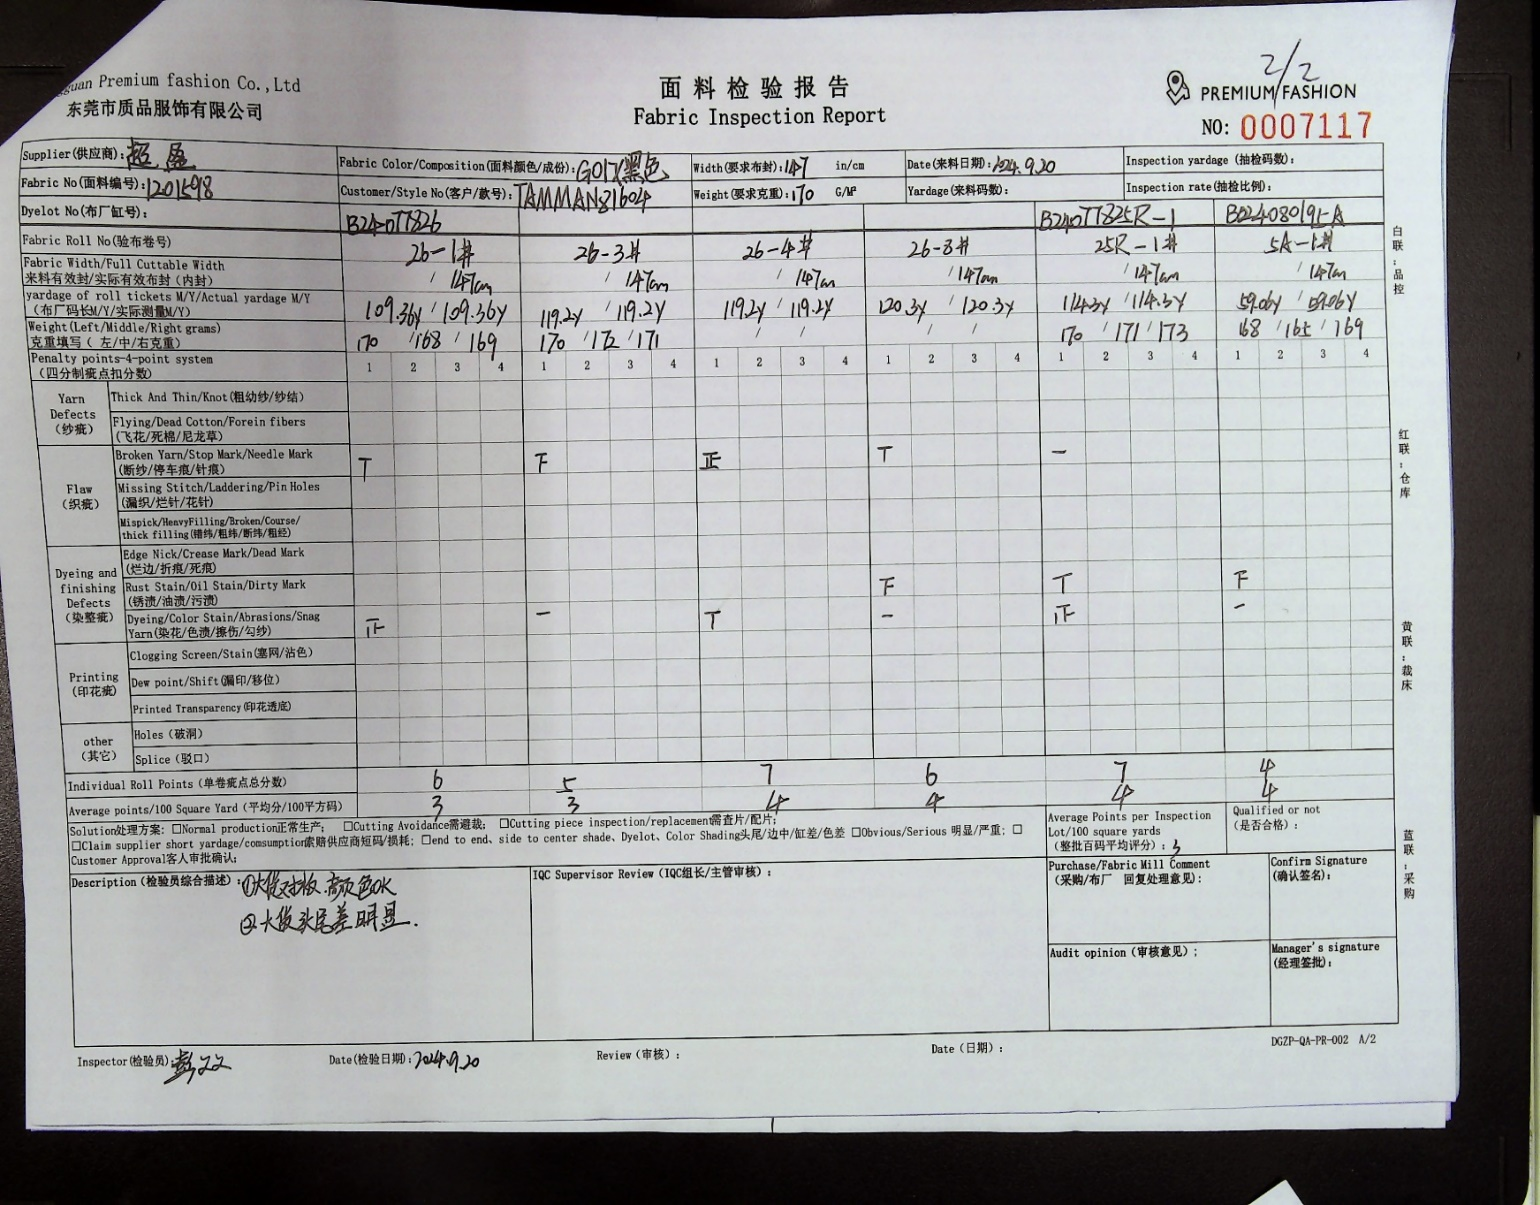 guan Premium fashion Co.,Ltd
东莞市质品服饰有限公司
面料检验报告
Fabric Inspection Report
2/2
PREMIUM FASHION
NO: 0007117
Supplier(供应商): 超盈
Fabric Color/Composition(面料颜色/成份): G017黑色
Width(要求布封): 147 in/cm
Date(来料日期): 2024.9.20
Inspection yardage (抽检码数):
Fabric No(面料编号): 1201598
Customer/Style No(客户/款号): TAMMAN31604
Weight(要求克重): 170 G/M²
Yardage(来料码数):
Inspection rate(抽检比例):
Dyelot No(布厂缸号): B240T7826 B240T7825R-1 B02408019-A
Fabric Roll No(验布卷号) 26-1# 26-3# 26-4# 26-8# 25R-1# 5A-1#
Fabric Width/Full Cuttable Width
来料有效封/实际有效布封(内封) / 147cm / 147cm / 147cm / 147cm / 147cm / 147cm
yardage of roll tickets M/Y/Actual yardage M/Y
(布厂码长M/Y/实际测量M/Y) 109.36y / 109.36y 119.2y / 119.2y 119.2y / 119.2y 120.3y / 120.3y 114.3y / 114.3y 59.06y / 59.06y
Weight(Left/Middle/Right grams)
克重填写( 左/中/右克重) 170 / 168 / 169 170 / 172 / 171 / / / / 170 / 171 / 173 168 / 165 / 169
Penalty points-4-point system
(四分制疵点扣分数) 1 2 3 4 1 2 3 4 1 2 3 4 1 2 3 4 1 2 3 4 1 2 3 4
Yarn Defects (纱疵)
Thick And Thin/Knot(粗幼纱/纱结)
Flying/Dead Cotton/Forein fibers
(飞花/死棉/尼龙草)
Flaw (织疵)
Broken Yarn/Stop Mark/Needle Mark
(断纱/停车痕/针痕) 丅 下 正 丅 一
Missing Stitch/Laddering/Pin Holes
(漏织/烂针/花针)
Mispick/HeavyFilling/Broken/Course/
thick filling(错纬/粗纬/断纬/粗经)
Dyeing and finishing Defects (染整疵)
Edge Nick/Crease Mark/Dead Mark
(烂边/折痕/死痕)
Rust Stain/Oil Stain/Dirty Mark
(锈渍/油渍/污渍) 下 丅 下
Dyeing/Color Stain/Abrasions/Snag
Yarn(染花/色渍/擦伤/勾纱) 一 丅 一 一
Printing (印花疵)
Clogging Screen/Stain(塞网/沾色)
Dew point/Shift(漏印/移位)
Printed Transparency(印花透底)
other (其它)
Holes(破洞)
Splice(驳口)
Individual Roll Points(单卷疵点总分数) 6 5 7 6 7 4
Average points/100 Square Yard(平均分/100平方码) 3 3 4 4 4 4
Solution处理方案: □Normal production正常生产; □Cutting Avoidance需避裁; □Cutting piece inspection/replacement需查片/配片;
□Claim supplier short yardage/comsumption索赔供应商短码/损耗; □end to end、side to center shade、Dyelot、Color Shading头尾/边中/缸差/色差 □Obvious/Serious 明显/严重; □
Customer Approval客人审批确认:
Average Points per Inspection
Lot/100 square yards
(整批百码平均评分): 3
Qualified or not
(是否合格):
Description(检验员综合描述): ①大货对板.颜色OK
②大货头尾差明显.
IQC Supervisor Review(IQC组长/主管审核):
Purchase/Fabric Mill Comment
(采购/布厂 回复处理意见):
Confirm Signature
(确认签名):
Audit opinion(审核意见):
Manager's signature
(经理签批):
Inspector(检验员):
Date(检验日期): 2024.9.20
Review(审核):
Date(日期):
DGZP-QA-PR-002 A/2
白联:品控
红联:仓库
黄联:裁床
蓝联:采购